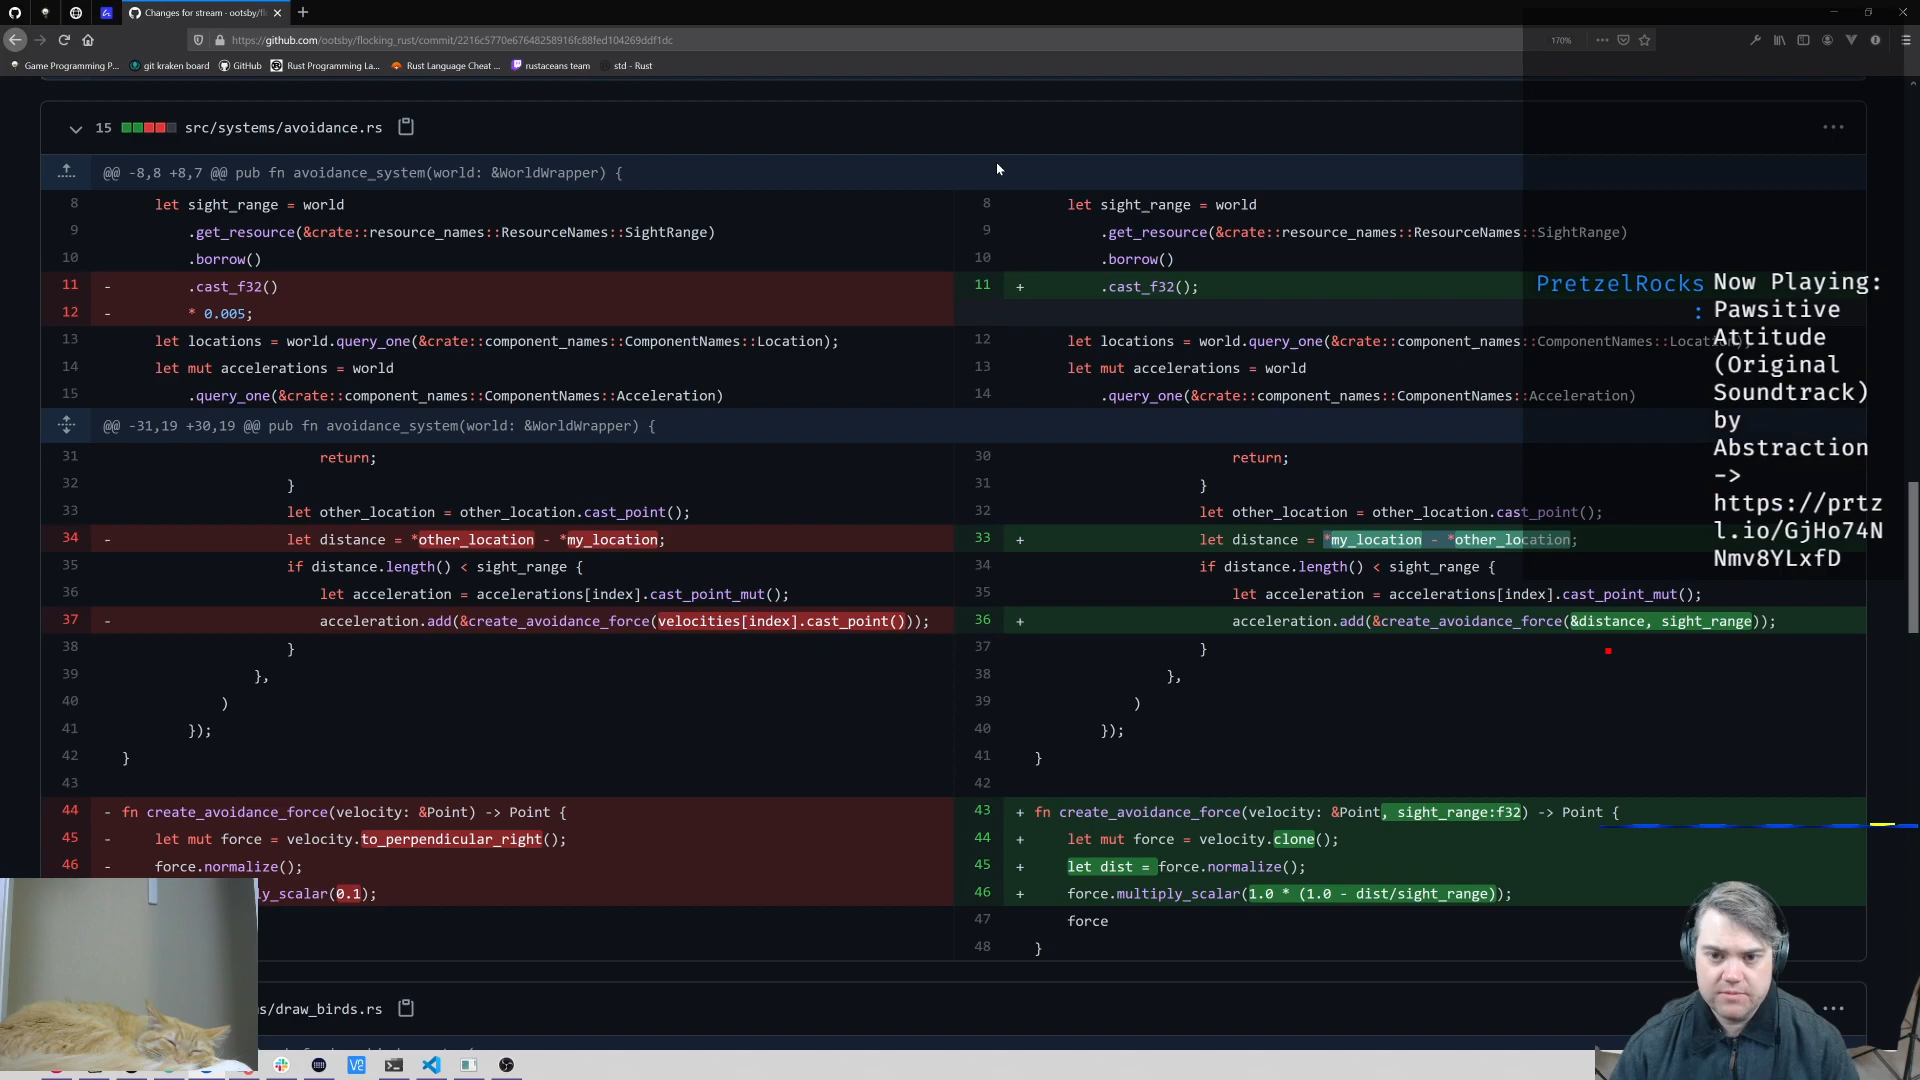 Changes for stream - ootsby/fl
https://github.com/ootsby/flocking_rust/commit/2216c5770e67648258916fc88fed104269ddf1dc
170%
Game Programming P...
git kraken board
GitHub
Rust Programming La...
Rust Language Cheat ...
rustaceans team
std - Rust
15 src/systems/avoidance.rs
@@ -8,8 +8,7 @@ pub fn avoidance_system(world: &WorldWrapper) {
8 let sight_range = world
9 .get_resource(&crate::resource_names::ResourceNames::SightRange)
10 .borrow()
11 - .cast_f32()
12 - * 0.005;
13 let locations = world.query_one(&crate::component_names::ComponentNames::Location);
14 let mut accelerations = world
15 .query_one(&crate::component_names::ComponentNames::Acceleration)
8 let sight_range = world
9 .get_resource(&crate::resource_names::ResourceNames::SightRange)
10 .borrow()
11 + .cast_f32();
12 let locations = world.query_one(&crate::component_names::ComponentNames::Locat
13 let mut accelerations = world
14 .query_one(&crate::component_names::ComponentNames::Acceleration)
@@ -31,19 +30,19 @@ pub fn avoidance_system(world: &WorldWrapper) {
31 return;
32 }
33 let other_location = other_location.cast_point();
34 - let distance = *other_location - *my_location;
35 if distance.length() < sight_range {
36 let acceleration = accelerations[index].cast_point_mut();
37 - acceleration.add(&create_avoidance_force(velocities[index].cast_point()));
38 }
39 },
40 )
41 });
42 }
43
44 - fn create_avoidance_force(velocity: &Point) -> Point {
45 - let mut force = velocity.to_perpendicular_right();
46 - force.normalize();
ly_scalar(0.1);
30 return;
31 }
32 let other_location = other_location.cast_point();
33 + let distance = *my_location - *other_location;
34 if distance.length() < sight_range {
35 let acceleration = accelerations[index].cast_point_mut();
36 + acceleration.add(&create_avoidance_force(&distance, sight_range));
37 }
38 },
39 )
40 });
41 }
42
43 + fn create_avoidance_force(velocity: &Point, sight_range:f32) -> Point {
44 + let mut force = velocity.clone();
45 + let dist = force.normalize();
46 + force.multiply_scalar(1.0 * (1.0 - dist/sight_range));
47 force
48 }
s/draw_birds.rs
PretzelRocks
: Now Playing:
Pawsitive
Attitude
(Original
Soundtrack)
by
Abstraction
->
https://prtz
l.io/GjHo74N
Nmv8YLxfD